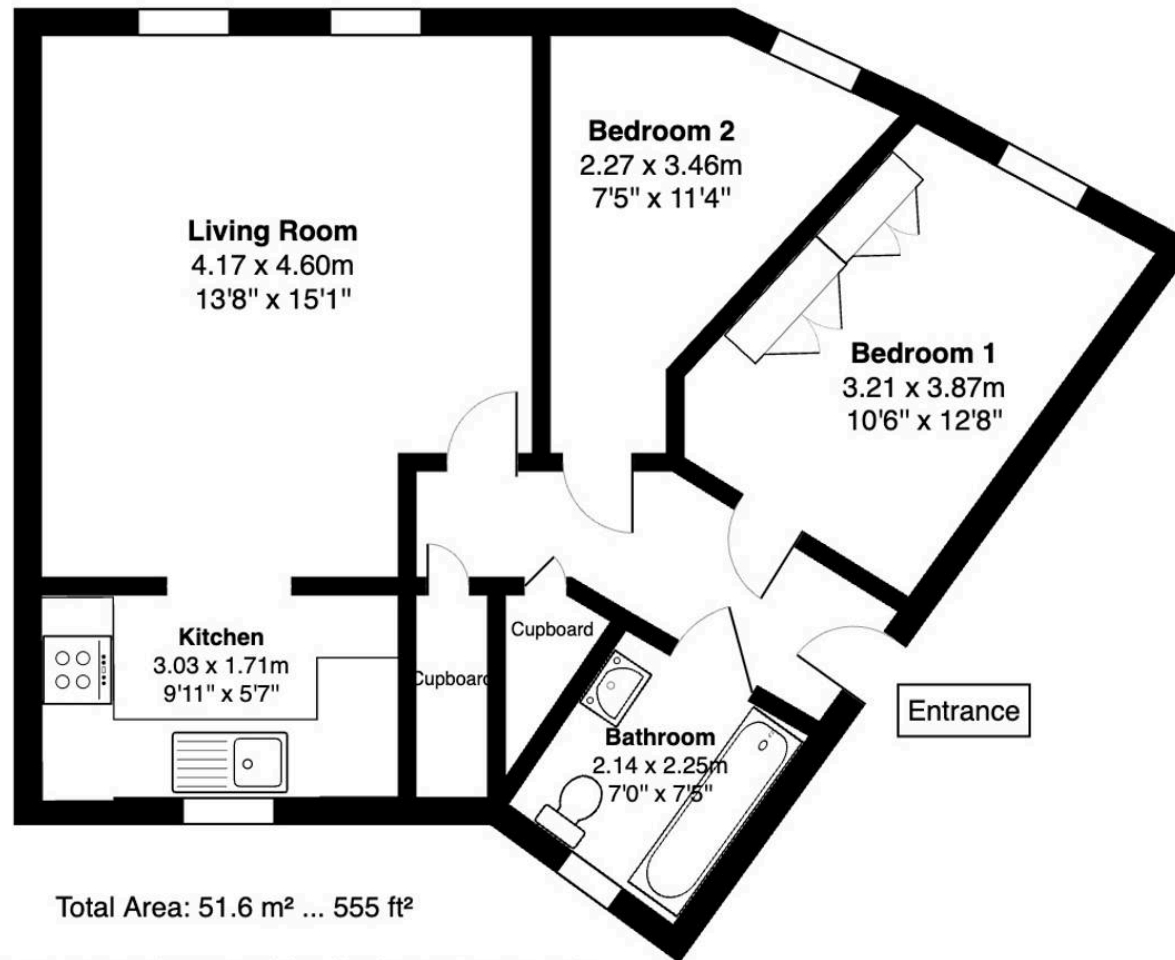 Bedroom 2
2.27 x 3.46m
7'5" x 11'4"
Living Room
4.17 x 4.60m
13'8" x 15'1"
Bedroom 1
3.21 x 3.87m
10'6" x 12'8"
Kitchen
3.03 x 1.71m
9'11" x 5'7"
Cupboard
Cupboard
Bathroom
2.14 x 2.25m
7'0" x 7'5"
Entrance
Total Area: 51.6 m² ... 555 ft²